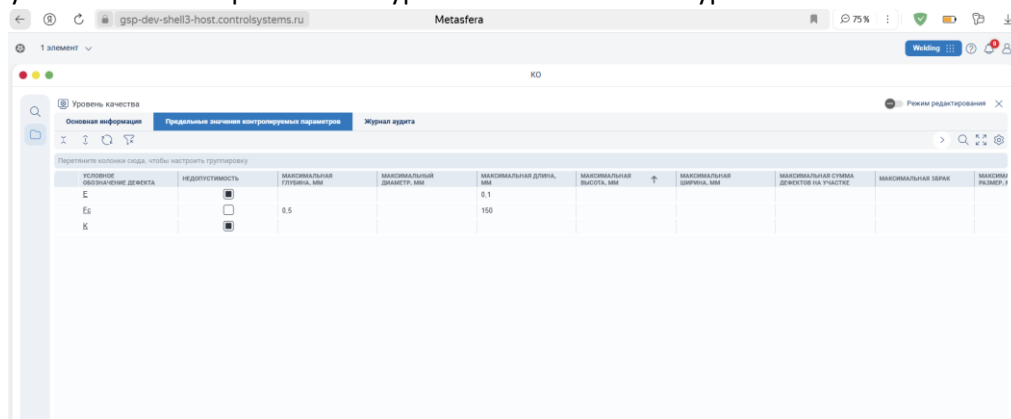 gsp-dev-shell3-host.controlsystems.ru Metasfera 75 %
1 элемент Welding
КО
Уровень качества Режим редактирования
Основная информация Предельные значения контролируемых параметров Журнал аудита
Перетяните колонки сюда, чтобы настроить группировку
УСЛОВНОЕ ОБОЗНАЧЕНИЕ ДЕФЕКТА НЕДОПУСТИМОСТЬ МАКСИМАЛЬНАЯ ГЛУБИНА, ММ МАКСИМАЛЬНЫЙ ДИАМЕТР, ММ МАКСИМАЛЬНАЯ ДЛИНА, ММ МАКСИМАЛЬНАЯ ВЫСОТА, ММ МАКСИМАЛЬНАЯ ШИРИНА, ММ МАКСИМАЛЬНАЯ СУММА ДЕФЕКТОВ НА УЧАСТКЕ МАКСИМАЛЬНАЯ SБРАК РАЗМЕР,
E 0,1
Fc 0,5 150
K